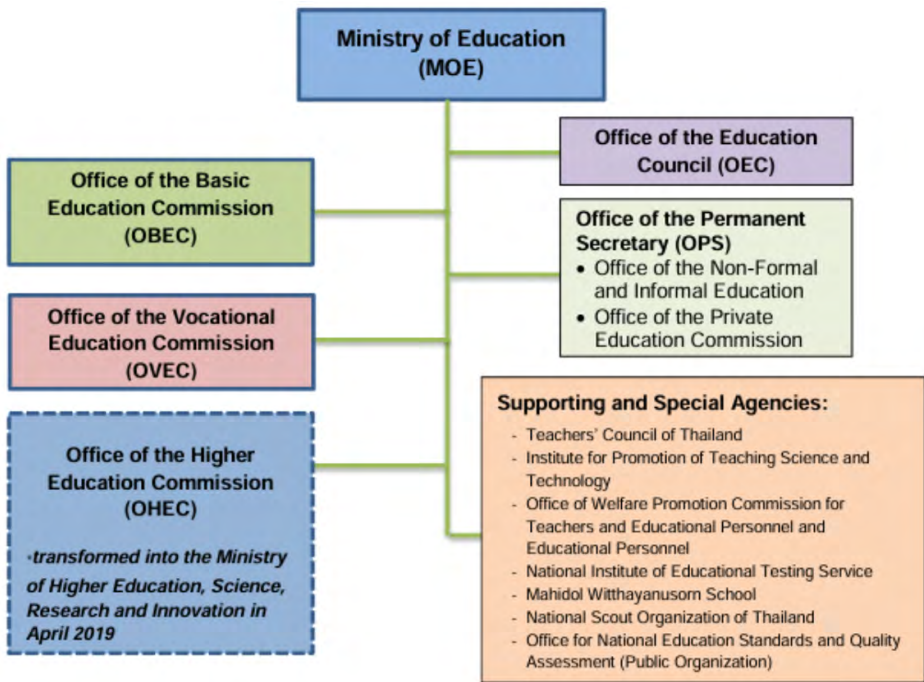 Ministry of Education
(MOE)
Office of the Education
Council (OEC)
Office of the Basic
Education Commission
(OBEC)
Office of the Permanent
Secretary (OPS)
• Office of the Non-Formal
and Informal Education
• Office of the Private
Education Commission
Office of the Vocational
Education Commission
(OVEC)
Office of the Higher
Education Commission
(OHEC)
•transformed into the Ministry
of Higher Education, Science,
Research and Innovation in
April 2019
Supporting and Special Agencies:
- Teachers' Council of Thailand
- Institute for Promotion of Teaching Science and
Technology
- Office of Welfare Promotion Commission for
Teachers and Educational Personnel and
Educational Personnel
- National Institute of Educational Testing Service
- Mahidol Witthayanusorn School
- National Scout Organization of Thailand
- Office for National Education Standards and Quality
Assessment (Public Organization)